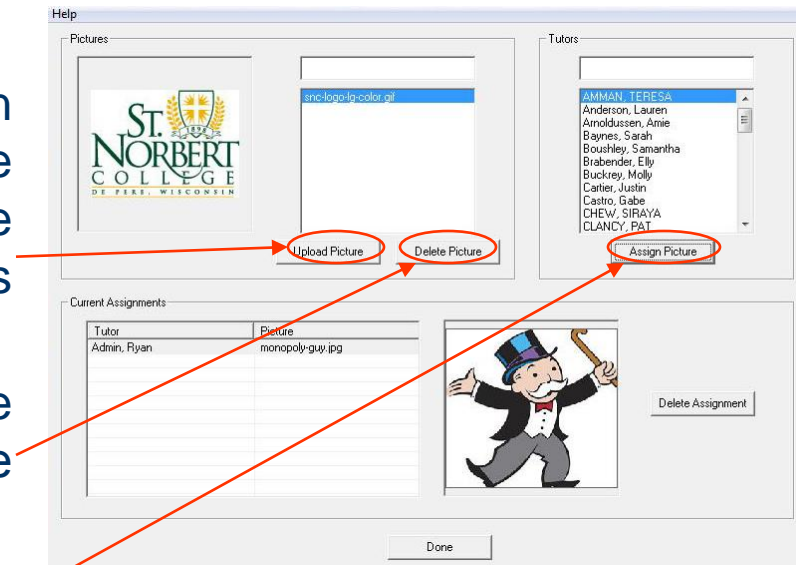 Help
Pictures
Tutors
ST.
NORBERT
COLLEGE
DE PERE, WISCONSIN
1898
snc-logo-lg-color.gif
AMMAN, TERESA
Anderson, Lauren
Arnoldussen, Amie
Baynes, Sarah
Boushley, Samantha
Brabender, Elly
Buckrey, Molly
Cartier, Justin
Castro, Gabe
CHEW, SIRAYA
CLANCY, PAT
Upload Picture
Delete Picture
Assign Picture
n
e
e
s
e
e
Current Assignments
Tutor Picture
Admin, Ryan monopoly-guy.jpg
Delete Assignment
Done